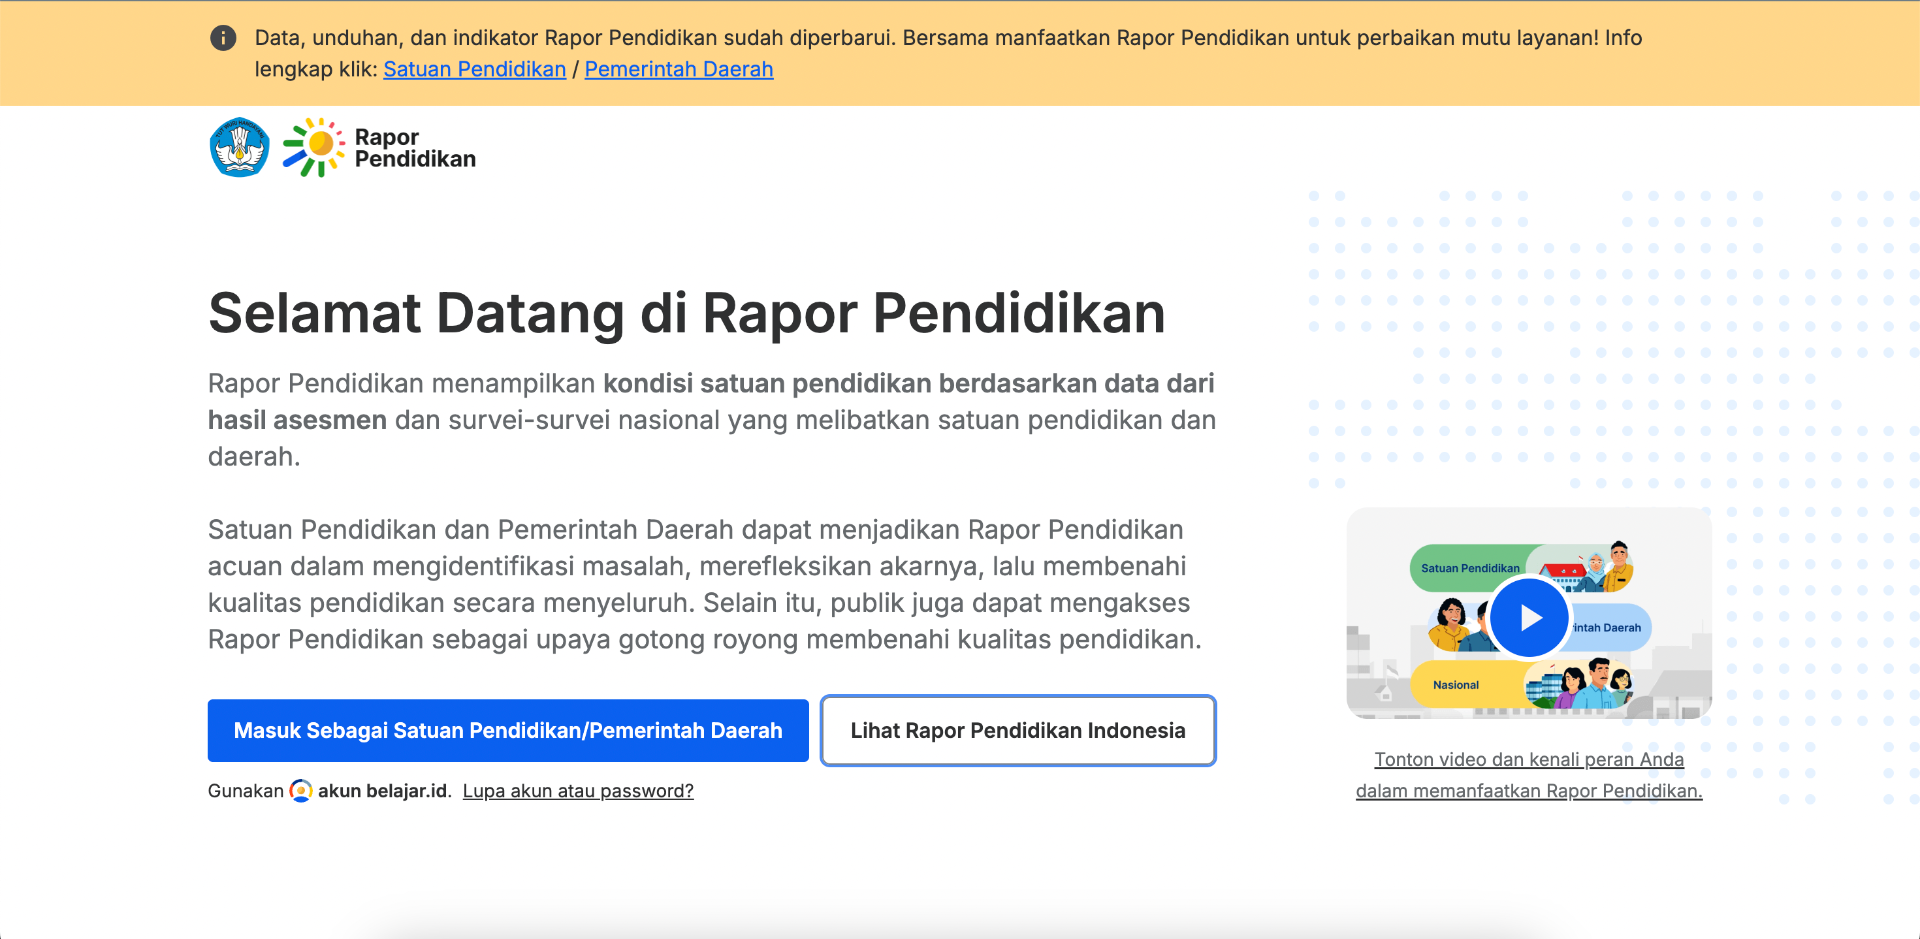 Data, unduhan, dan indikator Rapor Pendidikan sudah diperbarui. Bersama manfaatkan Rapor Pendidikan untuk perbaikan mutu layanan! Info
lengkap klik: Satuan Pendidikan / Pemerintah Daerah
Rapor
Pendidikan
Selamat Datang di Rapor Pendidikan
Rapor Pendidikan menampilkan kondisi satuan pendidikan berdasarkan data dari
hasil asesmen dan survei-survei nasional yang melibatkan satuan pendidikan dan
daerah.
Satuan Pendidikan dan Pemerintah Daerah dapat menjadikan Rapor Pendidikan
acuan dalam mengidentifikasi masalah, merefleksikan akarnya, lalu membenahi
kualitas pendidikan secara menyeluruh. Selain itu, publik juga dapat mengakses
Rapor Pendidikan sebagai upaya gotong royong membenahi kualitas pendidikan.
Masuk Sebagai Satuan Pendidikan/Pemerintah Daerah
Lihat Rapor Pendidikan Indonesia
Gunakan akun belajar.id. Lupa akun atau password?
Satuan Pendidikan
intah Daerah
Nasional
Tonton video dan kenali peran Anda
dalam memanfaatkan Rapor Pendidikan.